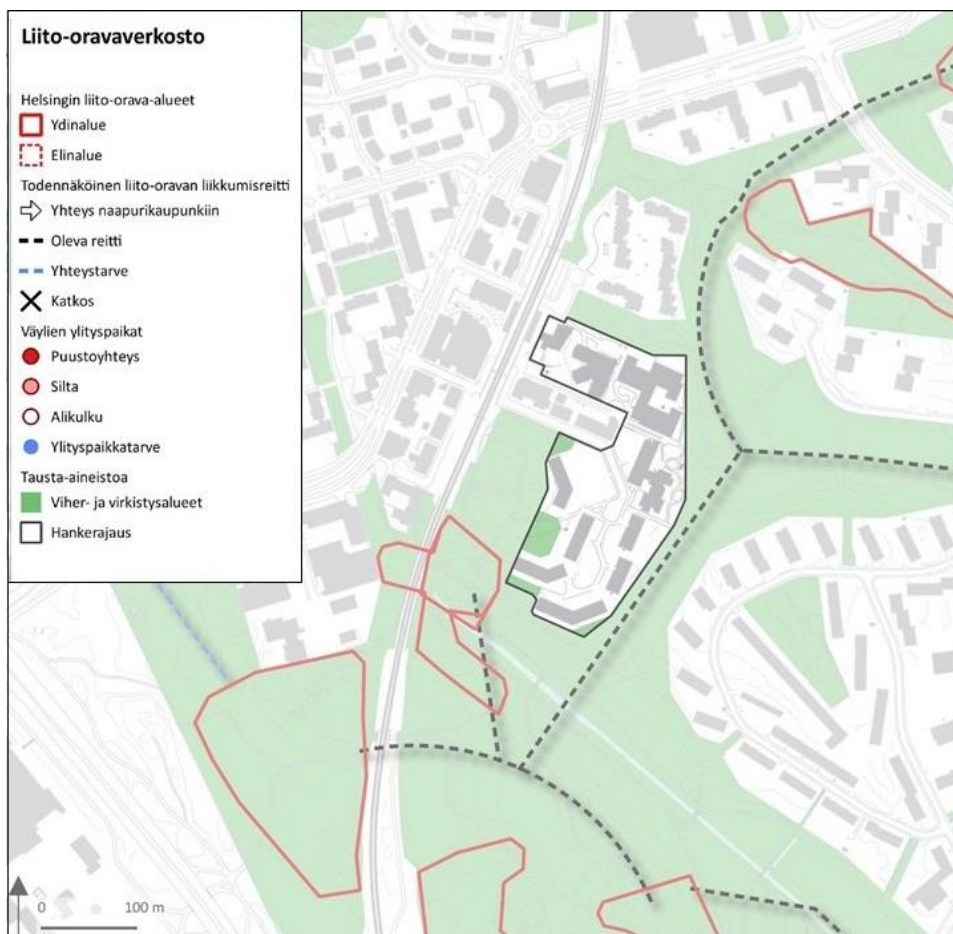 Liito-oravaverkosto
Helsingin liito-orava-alueet
Ydinalue
Elinalue
Todennäköinen liito-oravan liikkumisreitti
Yhteys naapurikaupunkiin
Oleva reitti
Yhteystarve
Katkos
Väylien ylityspaikat
Puustoyhteys
Silta
Alikulku
Ylityspaikkatarve
Tausta-aineistoa
Viher- ja virkistysalueet
Hankerajaus
0 100 m